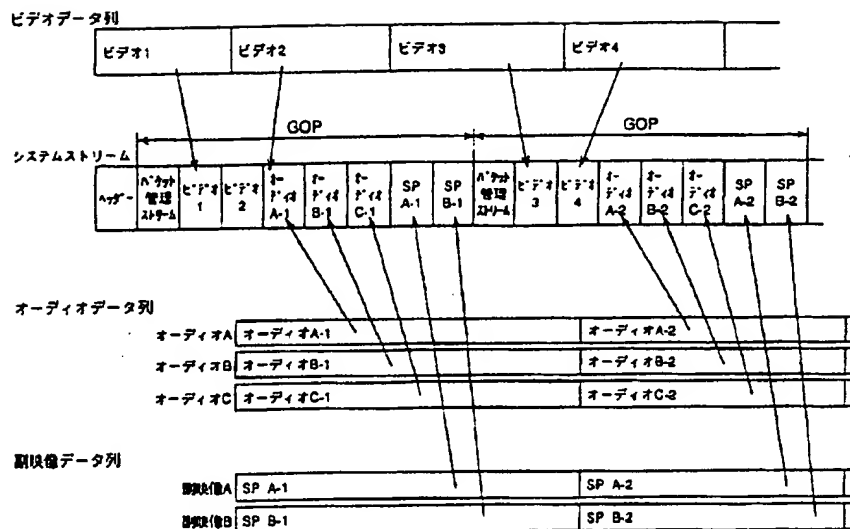 ビデオデータ列
ビデオ1 ビデオ2 ビデオ3 ビデオ4
GOP GOP
システムストリーム
ヘッダー パケット管理ストリーム ビデオ1 ビデオ2 オーディオA-1 オーディオB-1 オーディオC-1 SP A-1 SP B-1 パケット管理ストリーム ビデオ3 ビデオ4 オーディオA-2 オーディオB-2 オーディオC-2 SP A-2 SP B-2
オーディオデータ列
オーディオA オーディオA-1 オーディオA-2
オーディオB オーディオB-1 オーディオB-2
オーディオC オーディオC-1 オーディオC-2
副映像データ列
副映像A SP A-1 SP A-2
副映像B SP B-1 SP B-2